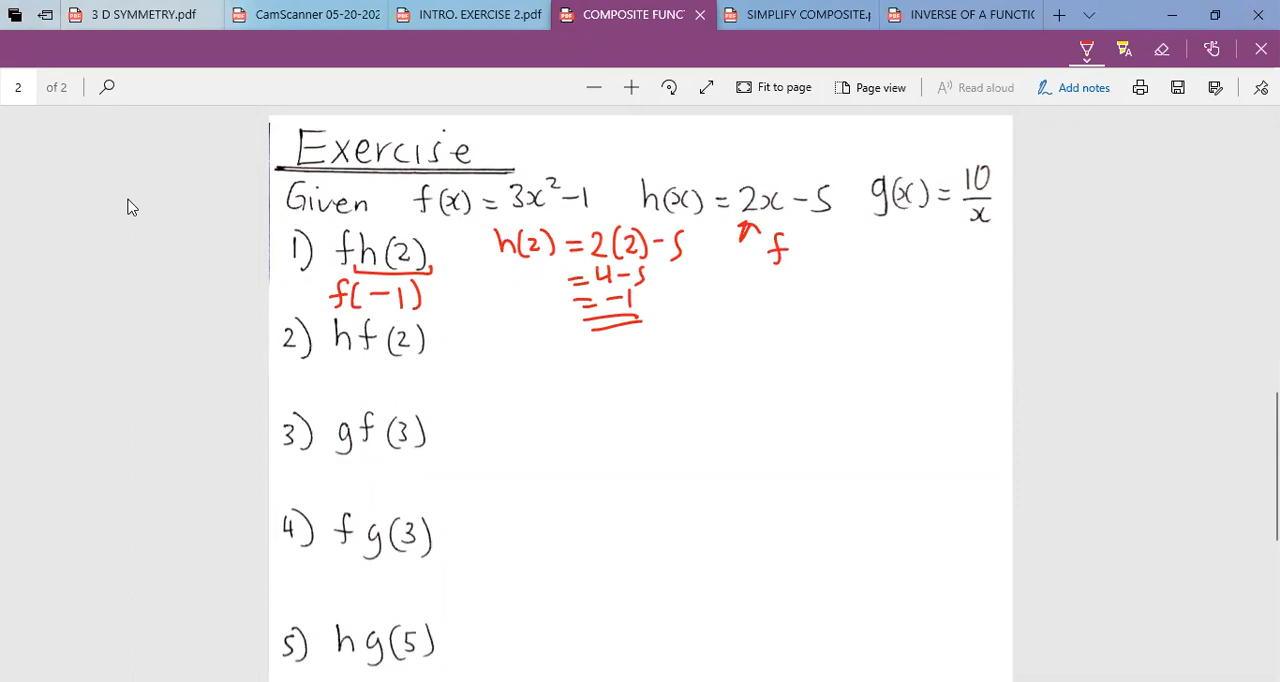 3 D SYMMETRY.pdf
CamScanner 05-20-202
INTRO. EXERCISE 2.pdf
COMPOSITE FUNC
SIMPLIFY COMPOSITE.p
INVERSE OF A FUNCTIC
2 of 2
Fit to page
Page view
Read aloud
Add notes
Exercise
Given f(x) = 3x² - 1 h(x) = 2x - 5 g(x) = 10/x
1) fh(2) h(2) = 2(2) - 5 f
= 4 - 5
f(-1) = -1
2) hf(2)
3) gf(3)
4) fg(3)
5) hg(5)